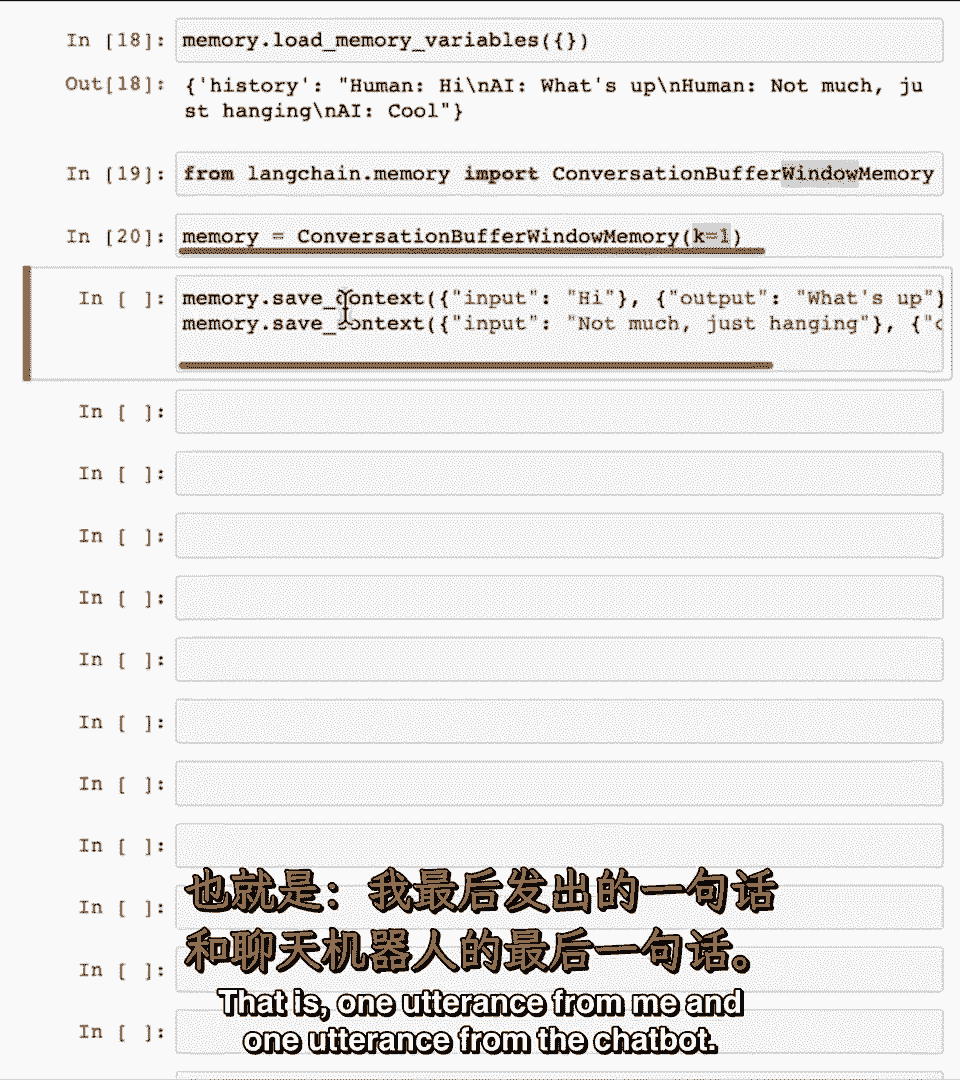 In [18]: memory.load_memory_variables({})
Out[18]: {'history': "Human: Hi\nAI: What's up\nHuman: Not much, ju
st hanging\nAI: Cool"}
In [19]: from langchain.memory import ConversationBufferWindowMemory
In [20]: memory = ConversationBufferWindowMemory(k=1)
In [ ]: memory.save_context({"input": "Hi"}, {"output": "What's up"}
memory.save_context({"input": "Not much, just hanging"}, {"
In [ ]:
In [ ]:
In [ ]:
In [ ]:
In [ ]:
In [ ]:
In [ ]:
In [ ]:
In [ ]:
In [ ]:
In [ ]:
也就是：我最后发出的一句话
和聊天机器人的最后一句话。
That is, one utterance from me and
one utterance from the chatbot.